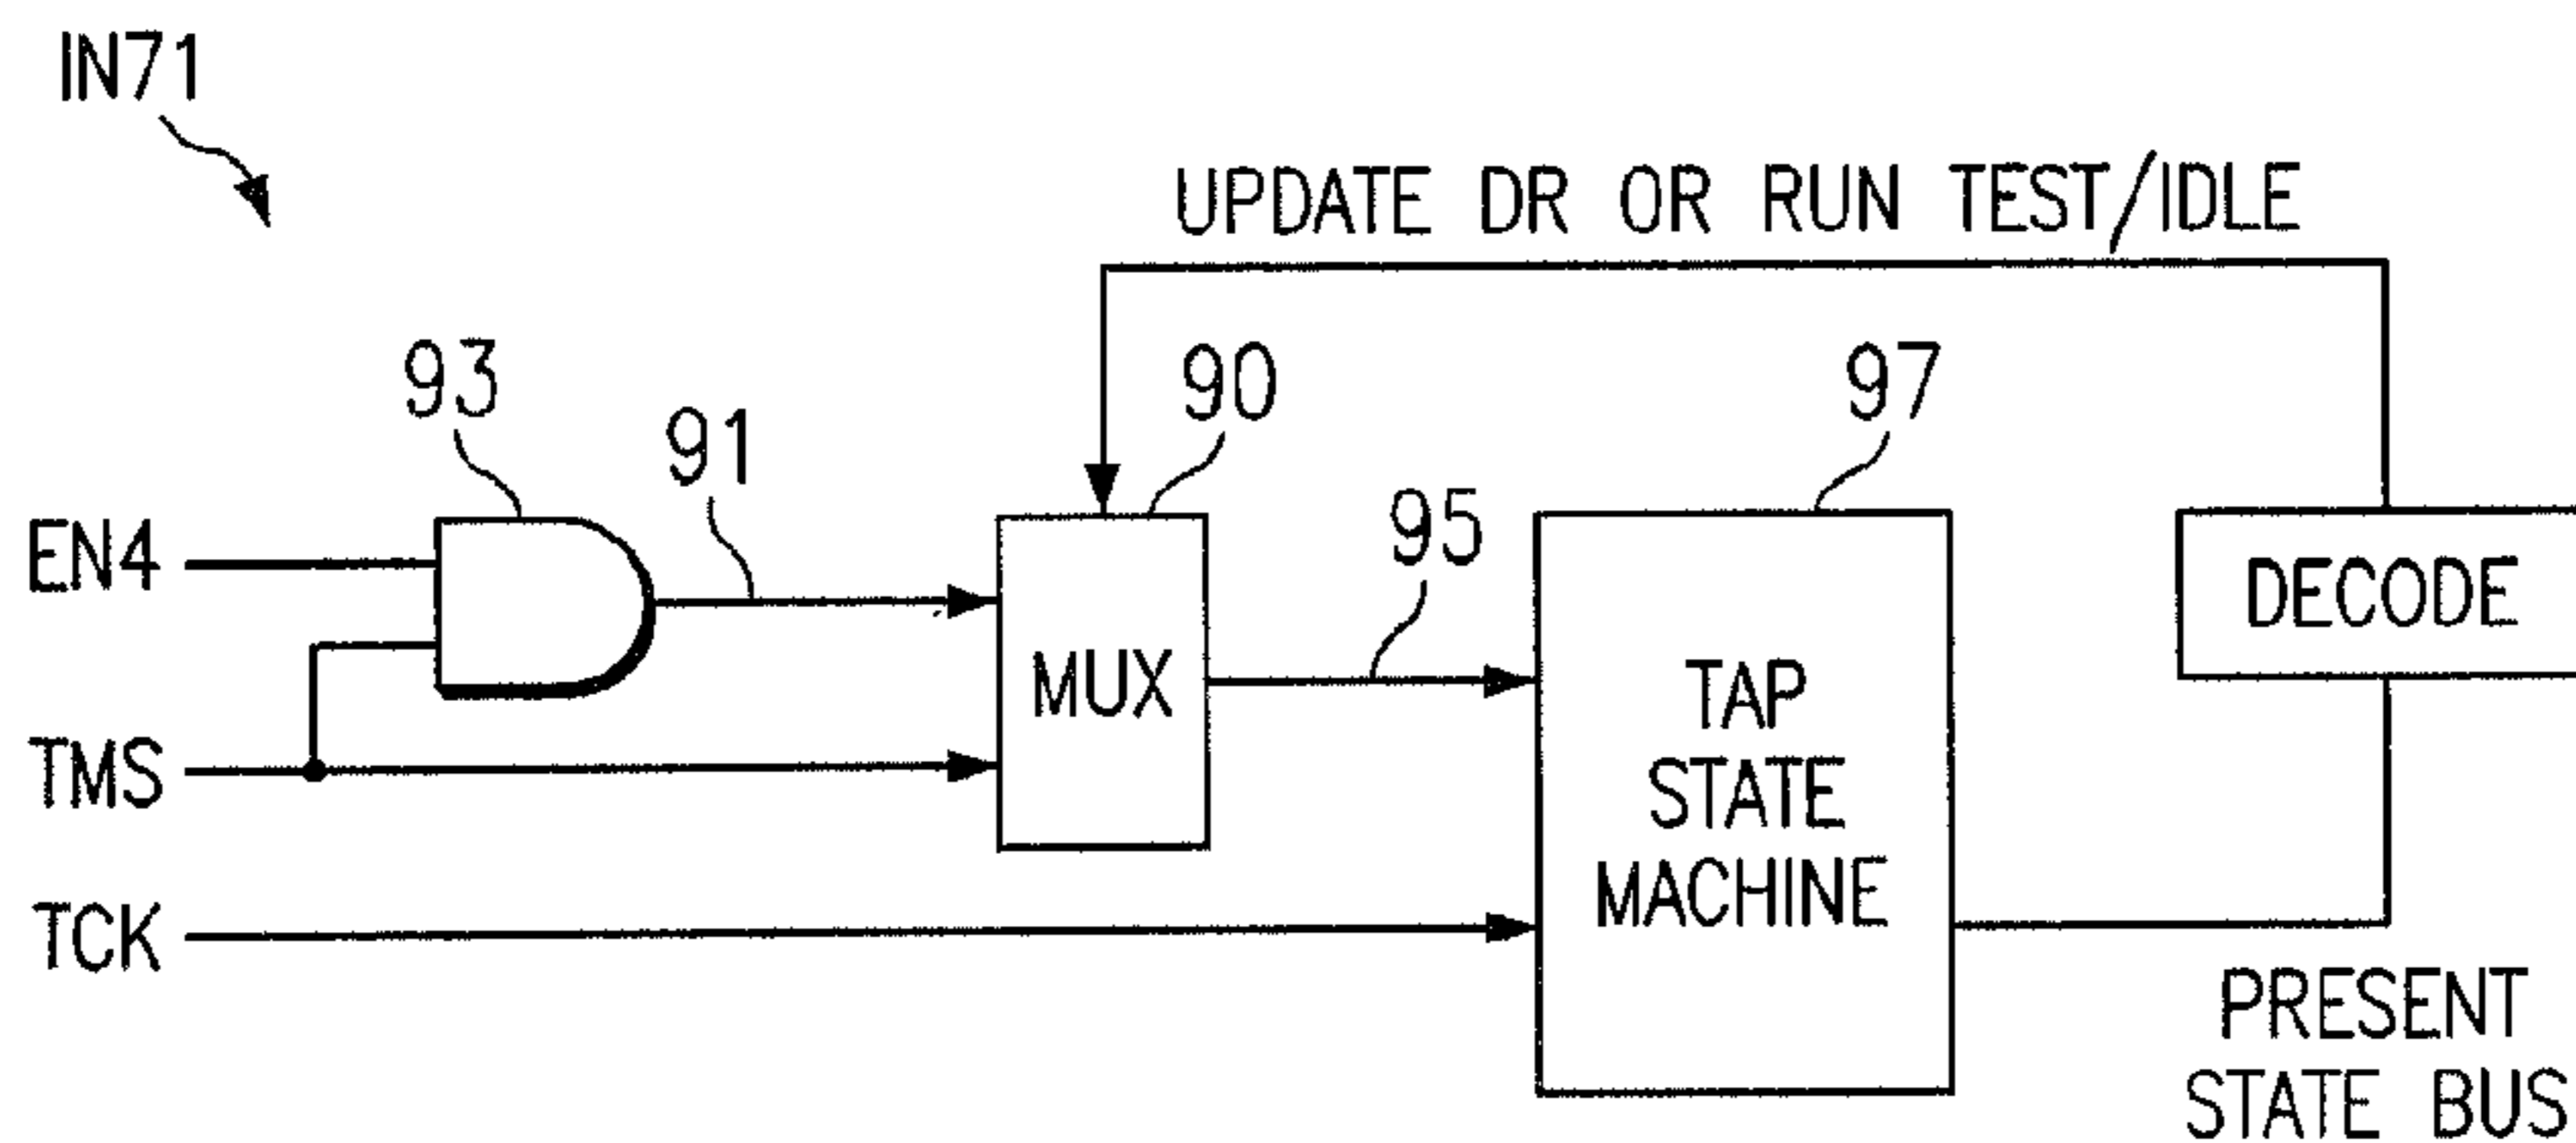 IN71
UPDATE DR OR RUN TEST/IDLE
93
91
90
95
97
EN4
TMS
TCK
MUX
TAP
STATE
MACHINE
DECODE
PRESENT
STATE BUS